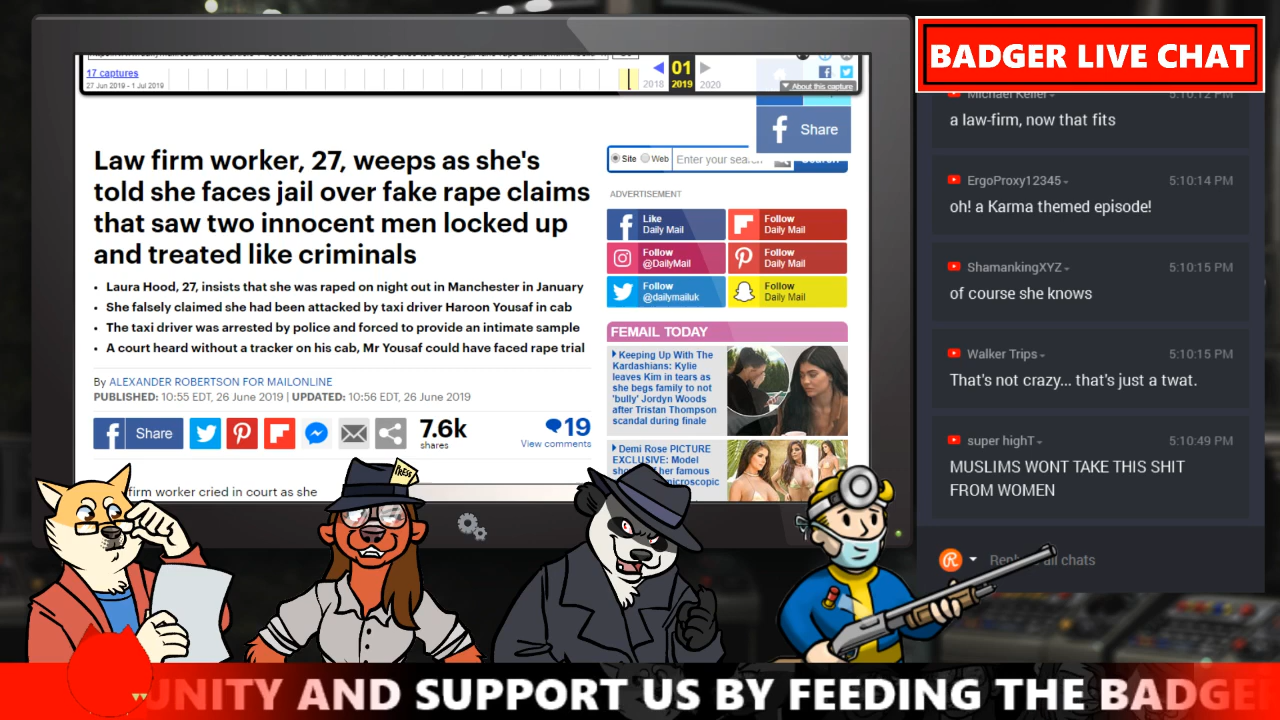 17 captures
27 Jun 2019 - 1 Jul 2019
2018
01
2019
2020
About this capture
Share
Law firm worker, 27, weeps as she's
told she faces jail over fake rape claims
that saw two innocent men locked up
and treated like criminals
• Laura Hood, 27, insists that she was raped on night out in Manchester in January
• She falsely claimed she had been attacked by taxi driver Haroon Yousaf in cab
• The taxi driver was arrested by police and forced to provide an intimate sample
• A court heard without a tracker on his cab, Mr Yousaf could have faced rape trial
By ALEXANDER ROBERTSON FOR MAILONLINE
PUBLISHED: 10:55 EDT, 26 June 2019 | UPDATED: 10:56 EDT, 26 June 2019
Share
7.6k
shares
19
View comments
firm worker cried in court as she
Site Web Enter your search
Search
ADVERTISEMENT
Like
Daily Mail
Follow
Daily Mail
Follow
@DailyMail
Follow
Daily Mail
Follow
@dailymailuk
Follow
Daily Mail
FEMAIL TODAY
Keeping Up With The
Kardashians: Kylie
leaves Kim in tears as
she begs family to not
'bully' Jordyn Woods
after Tristan Thompson
scandal during finale
Demi Rose PICTURE
EXCLUSIVE: Model
her famous
microscopic
PRESS
BADGER LIVE CHAT
Michael Keller 5:10:12 PM
a law-firm, now that fits
ErgoProxy12345 5:10:14 PM
oh! a Karma themed episode!
ShamankingXYZ 5:10:15 PM
of course she knows
Walker Trips 5:10:15 PM
That's not crazy... that's just a twat.
super highT 5:10:49 PM
MUSLIMS WONT TAKE THIS SHIT
FROM WOMEN
all chats
UNITY AND SUPPORT US BY FEEDING THE BADGE